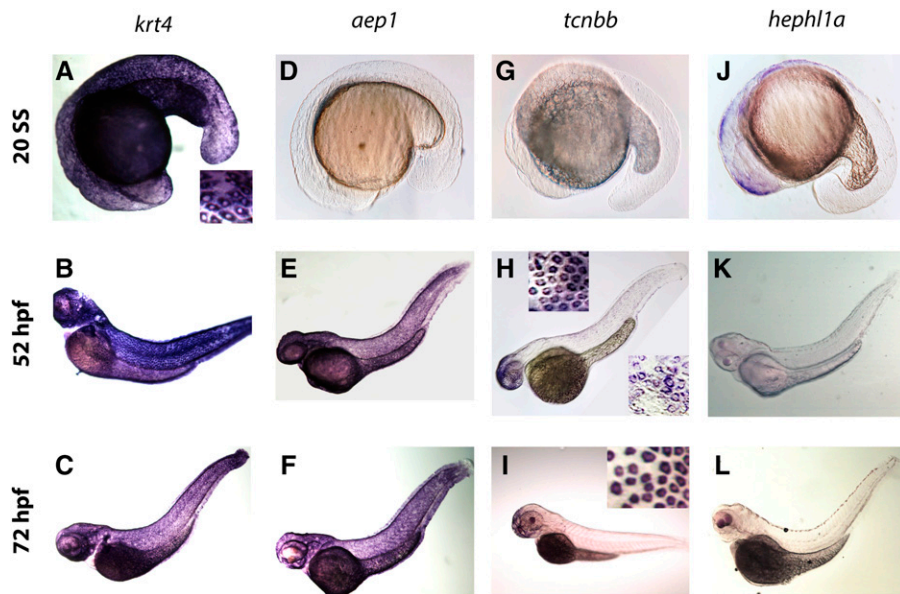 krt4 aep1 tcnbb hephl1a
20 SS
A D G J
52 hpf
B E H K
72 hpf
C F I L